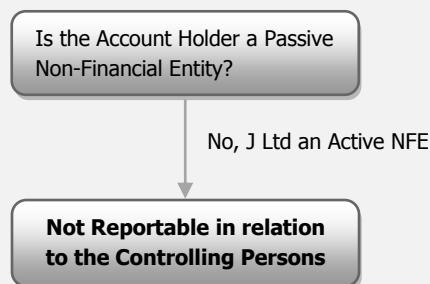 Is the Account Holder a Passive
Non-Financial Entity?
No, J Ltd an Active NFE
Not Reportable in relation
to the Controlling Persons